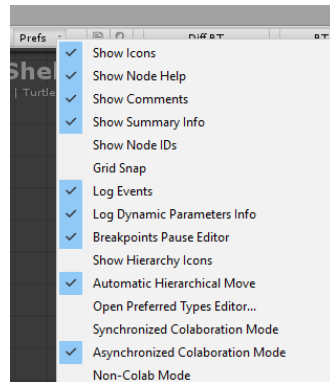 Prefs
Diff BT
BT
Shel
| Turtle
Show Icons
Show Node Help
Show Comments
Show Summary Info
Show Node IDs
Grid Snap
Log Events
Log Dynamic Parameters Info
Breakpoints Pause Editor
Show Hierarchy Icons
Automatic Hierarchical Move
Open Preferred Types Editor...
Synchronized Colaboration Mode
Asynchronized Colaboration Mode
Non-Colab Mode